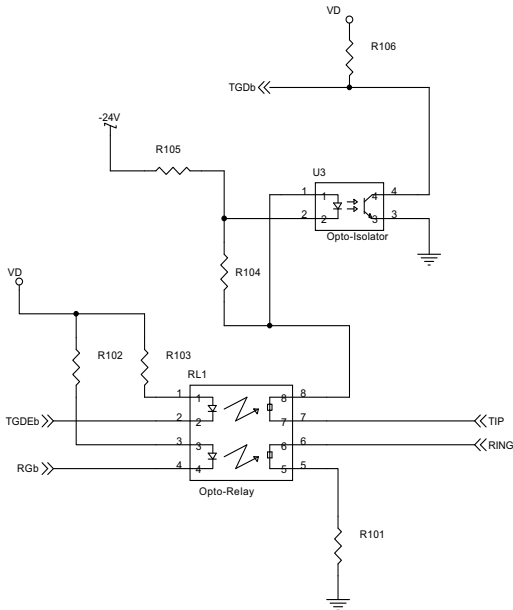 VD
R106
TGDb
-24V
R105
U3
1 1 4 4
2 2 3 3
Opto-Isolator
R104
VD
R102 R103
RL1
1 1 8 8
TGDEb 2 2 7 7 TIP
3 3 6 6 RING
RGb 4 4 5 5
Opto-Relay
R101